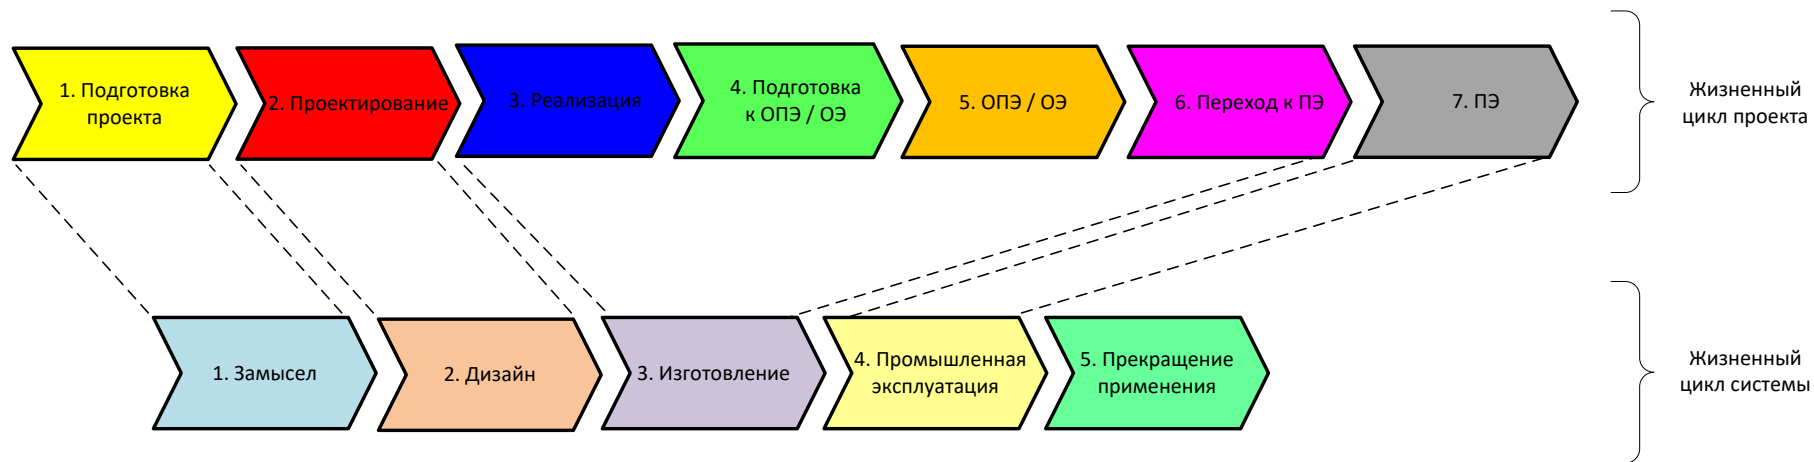 1. Подготовка
проекта
2. Проектирование
3. Реализация
4. Подготовка
к ОПЭ / ОЭ
5. ОПЭ / ОЭ
6. Переход к ПЭ
7. ПЭ
Жизненный
цикл проекта
1. Замысел
2. Дизайн
3. Изготовление
4. Промышленная
эксплуатация
5. Прекращение
применения
Жизненный
цикл системы